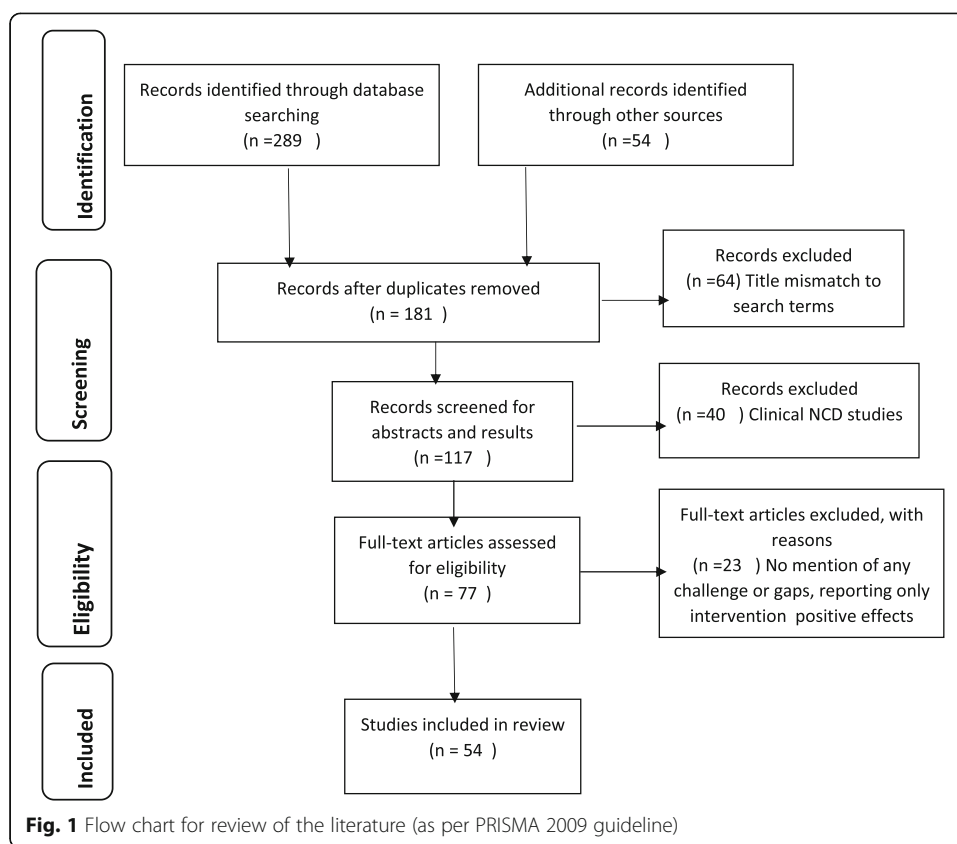 Identification
Records identified through database
searching
(n =289 )
Additional records identified
through other sources
(n =54 )
Screening
Records after duplicates removed
(n = 181 )
Records excluded
(n =64) Title mismatch to
search terms
Records screened for
abstracts and results
(n =117 )
Records excluded
(n =40 ) Clinical NCD studies
Eligibility
Full-text articles assessed
for eligibility
(n = 77 )
Full-text articles excluded, with
reasons
(n =23 ) No mention of any
challenge or gaps, reporting only
intervention positive effects
Included
Studies included in review
(n = 54 )
Fig. 1 Flow chart for review of the literature (as per PRISMA 2009 guideline)